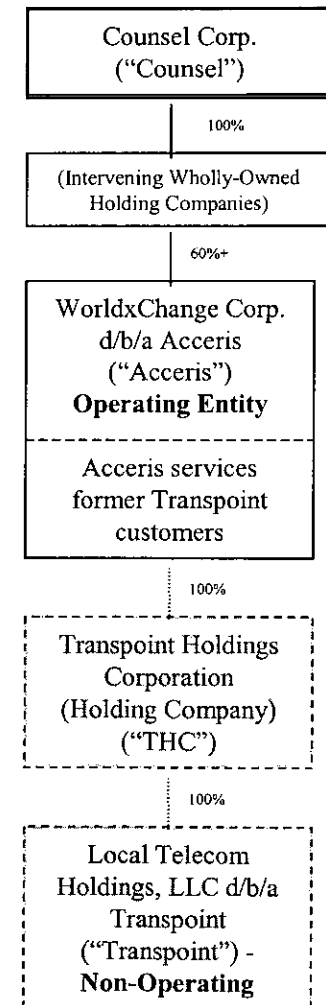 Counsel Corp.
(“Counsel”)
100%
(Intervening Wholly-Owned
Holding Companies)
60%+
WorldxChange Corp.
d/b/a Acceris
(“Acceris”)
Operating Entity
Acceris services
former Transpoint
customers
100%
Transpoint Holdings
Corporation
(Holding Company)
(“THC”)
100%
Local Telecom
Holdings, LLC d/b/a
Transpoint
(“Transpoint”) -
Non-Operating